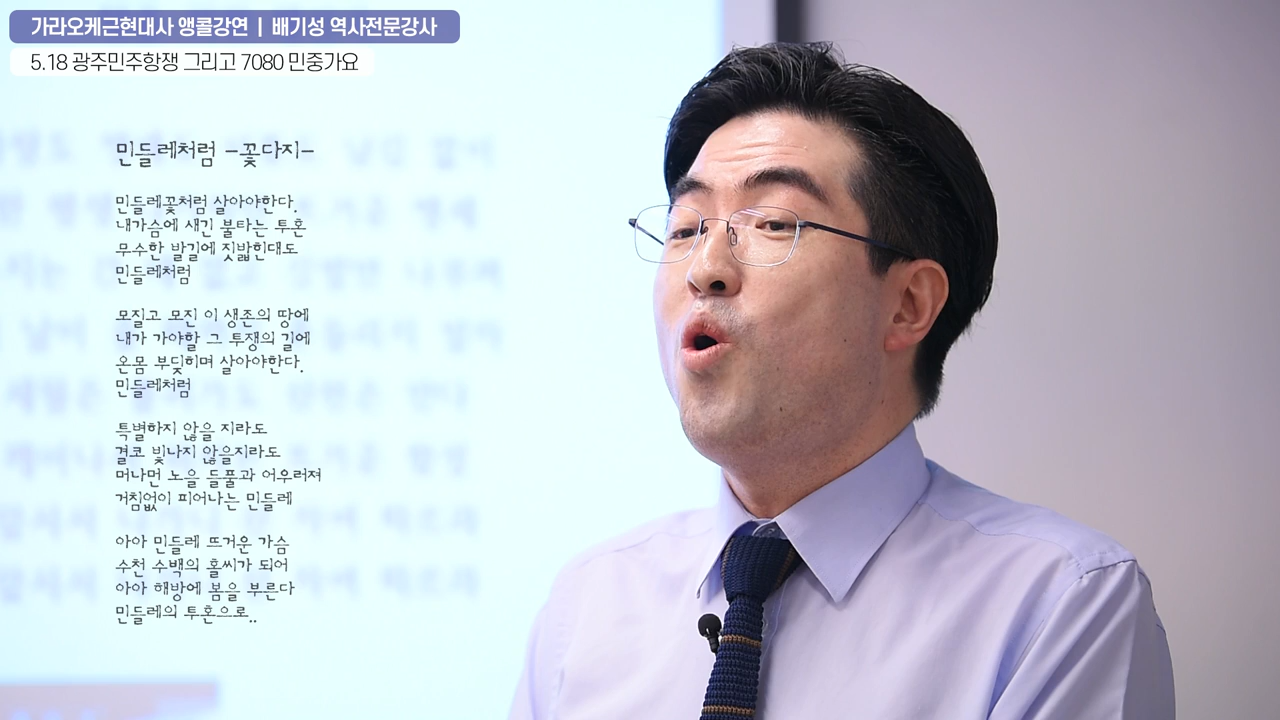 가라오케근현대사 앵콜강연 | 배기성 역사전문강사
5.18 광주민주항쟁 그리고 7080 민중가요
민들레처럼 -꽃다지-
민들레꽃처럼 살아야한다.
내가슴에 새긴 불타는 투혼
무수한 발길에 짓밟힌대도
민들레처럼
모질고 모진 이 생존의 땅에
내가 가야할 그 투쟁의 길에
온몸 부딪히며 살아야한다.
민들레처럼
특별하지 않을 지라도
결코 빛나지 않을지라도
머나먼 노을 들풀과 어우러져
거침없이 피어나는 민들레
아아 민들레 뜨거운 가슴
수천 수백의 홀씨가 되어
아아 해방에 봄을 부른다
민들레의 투혼으로..